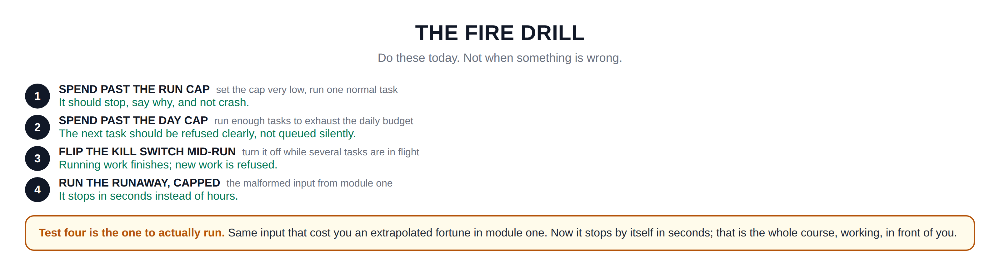 THE FIRE DRILL
Do these today. Not when something is wrong.
1 SPEND PAST THE RUN CAP set the cap very low, run one normal task
It should stop, say why, and not crash.
2 SPEND PAST THE DAY CAP run enough tasks to exhaust the daily budget
The next task should be refused clearly, not queued silently.
3 FLIP THE KILL SWITCH MID-RUN turn it off while several tasks are in flight
Running work finishes; new work is refused.
4 RUN THE RUNAWAY, CAPPED the malformed input from module one
It stops in seconds instead of hours.
Test four is the one to actually run. Same input that cost you an extrapolated fortune in module one. Now it stops by itself in seconds; that is the whole course, working, in front of you.